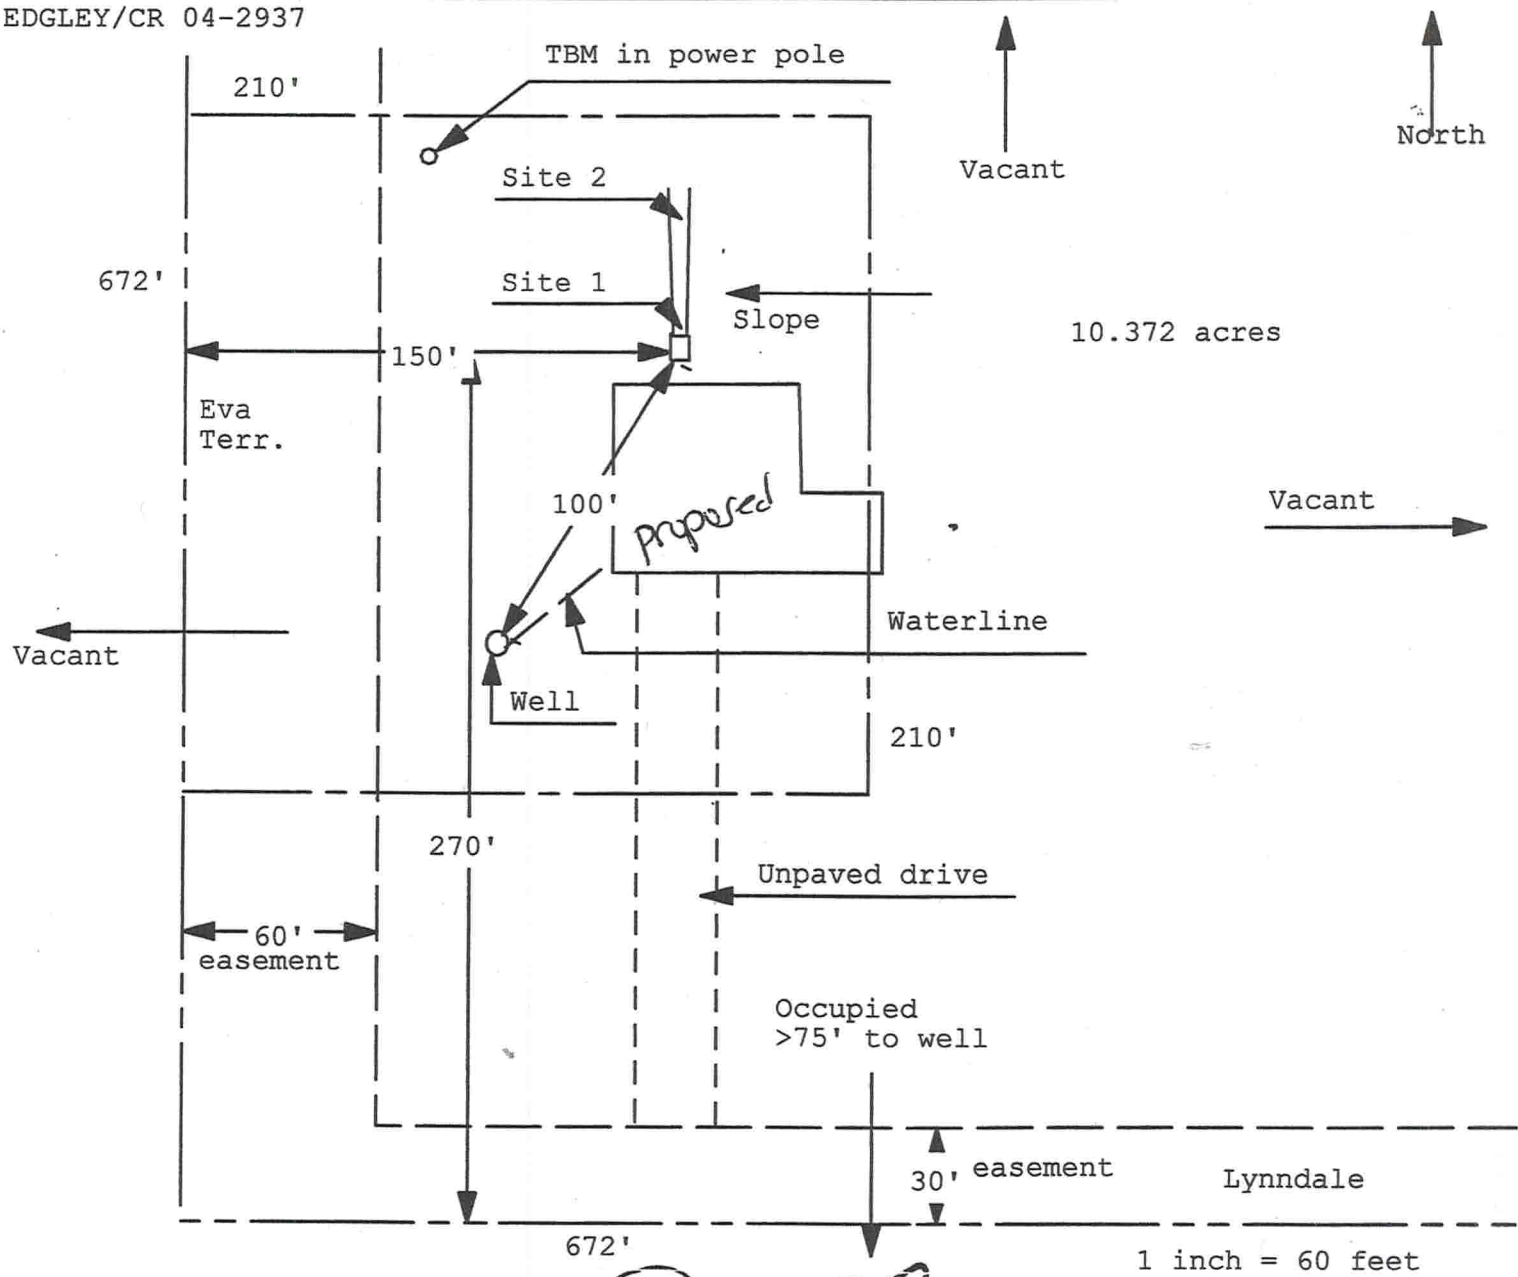 EDGLEY/CR 04-2937
TBM in power pole
210'
North
Vacant
Site 2
672'
Site 1
Slope
10.372 acres
150'
Eva
Terr.
100'
proposed
Vacant
Waterline
Vacant
Well
210'
270'
Unpaved drive
60'
easement
Occupied
>75' to well
30' easement
Lynndale
672'
1 inch = 60 feet